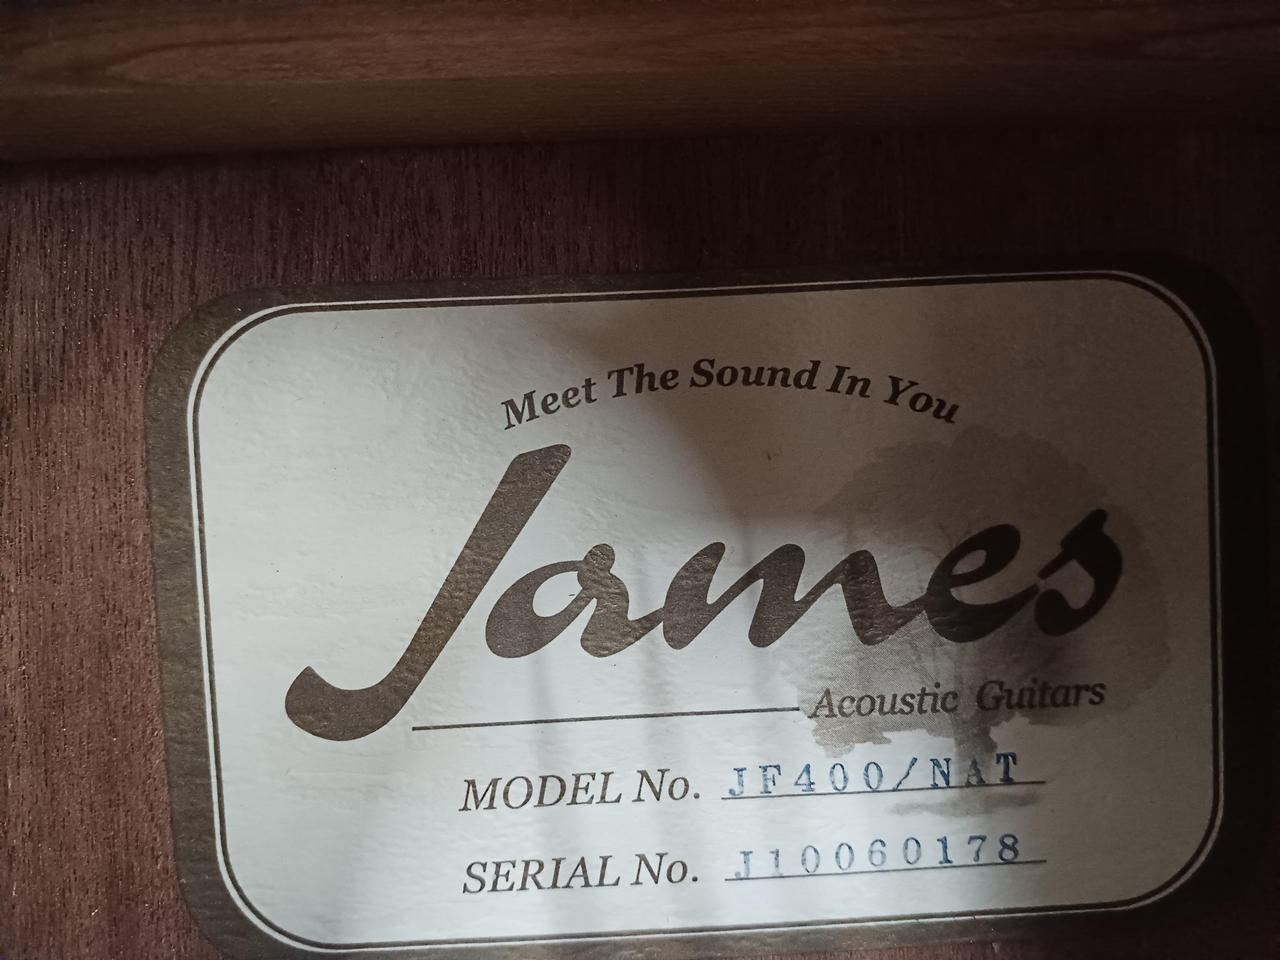 Meet The Sound In You
James
Acoustic Guitars
MODEL No. JF400/NAT
SERIAL No. J10060178